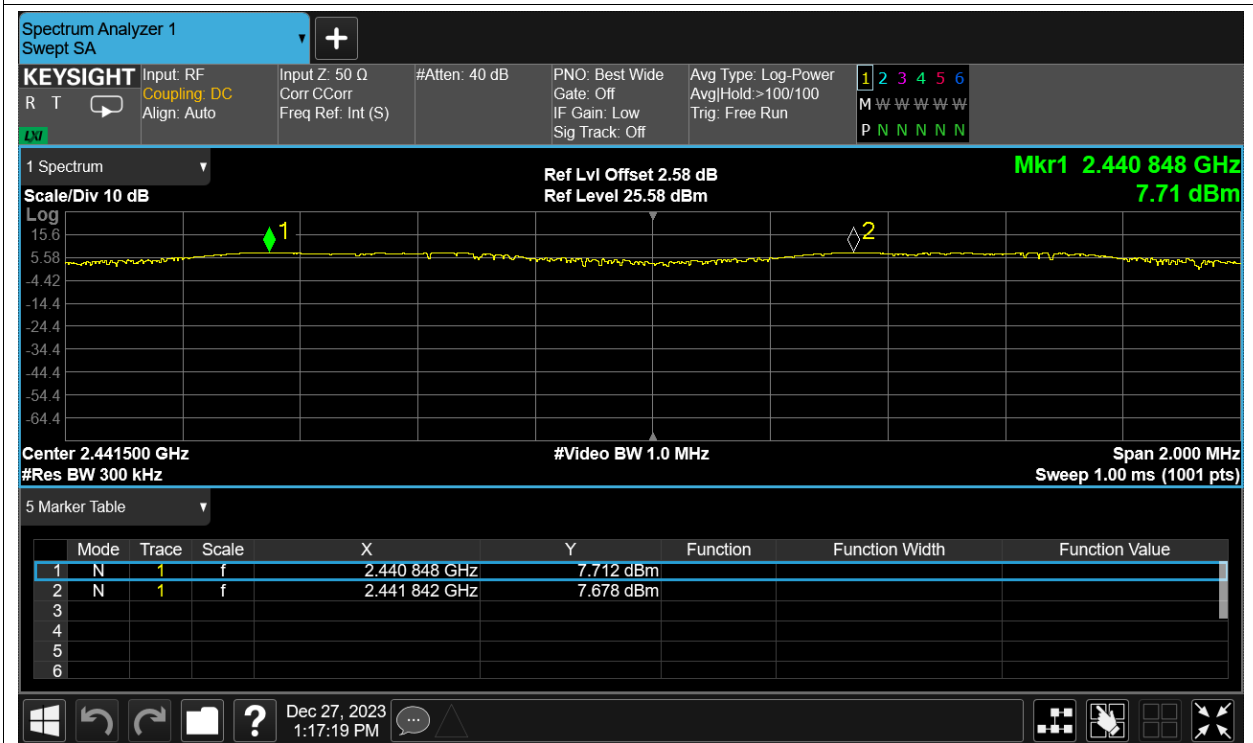 Spectrum Analyzer 1
Swept SA
+
KEYSIGHT
R T
LXI
Input: RF
Coupling: DC
Align: Auto
Input Z: 50 Ω
Corr CCorr
Freq Ref: Int (S)
#Atten: 40 dB
PNO: Best Wide
Gate: Off
IF Gain: Low
Sig Track: Off
Avg Type: Log-Power
Avg|Hold:>100/100
Trig: Free Run
1 2 3 4 5 6
M W W W W W
P N N N N N
1 Spectrum
Scale/Div 10 dB
Ref Lvl Offset 2.58 dB
Ref Level 25.58 dBm
Mkr1 2.440 848 GHz
7.71 dBm
Log
15.6
5.58
-4.42
-14.4
-24.4
-34.4
-44.4
-54.4
-64.4
1
2
Center 2.441500 GHz
#Video BW 1.0 MHz
Span 2.000 MHz
#Res BW 300 kHz
Sweep 1.00 ms (1001 pts)
5 Marker Table
Mode Trace Scale X Y Function Function Width Function Value
1 N 1 f 2.440 848 GHz 7.712 dBm
2 N 1 f 2.441 842 GHz 7.678 dBm
3
4
5
6
?
Dec 27, 2023
1:17:19 PM